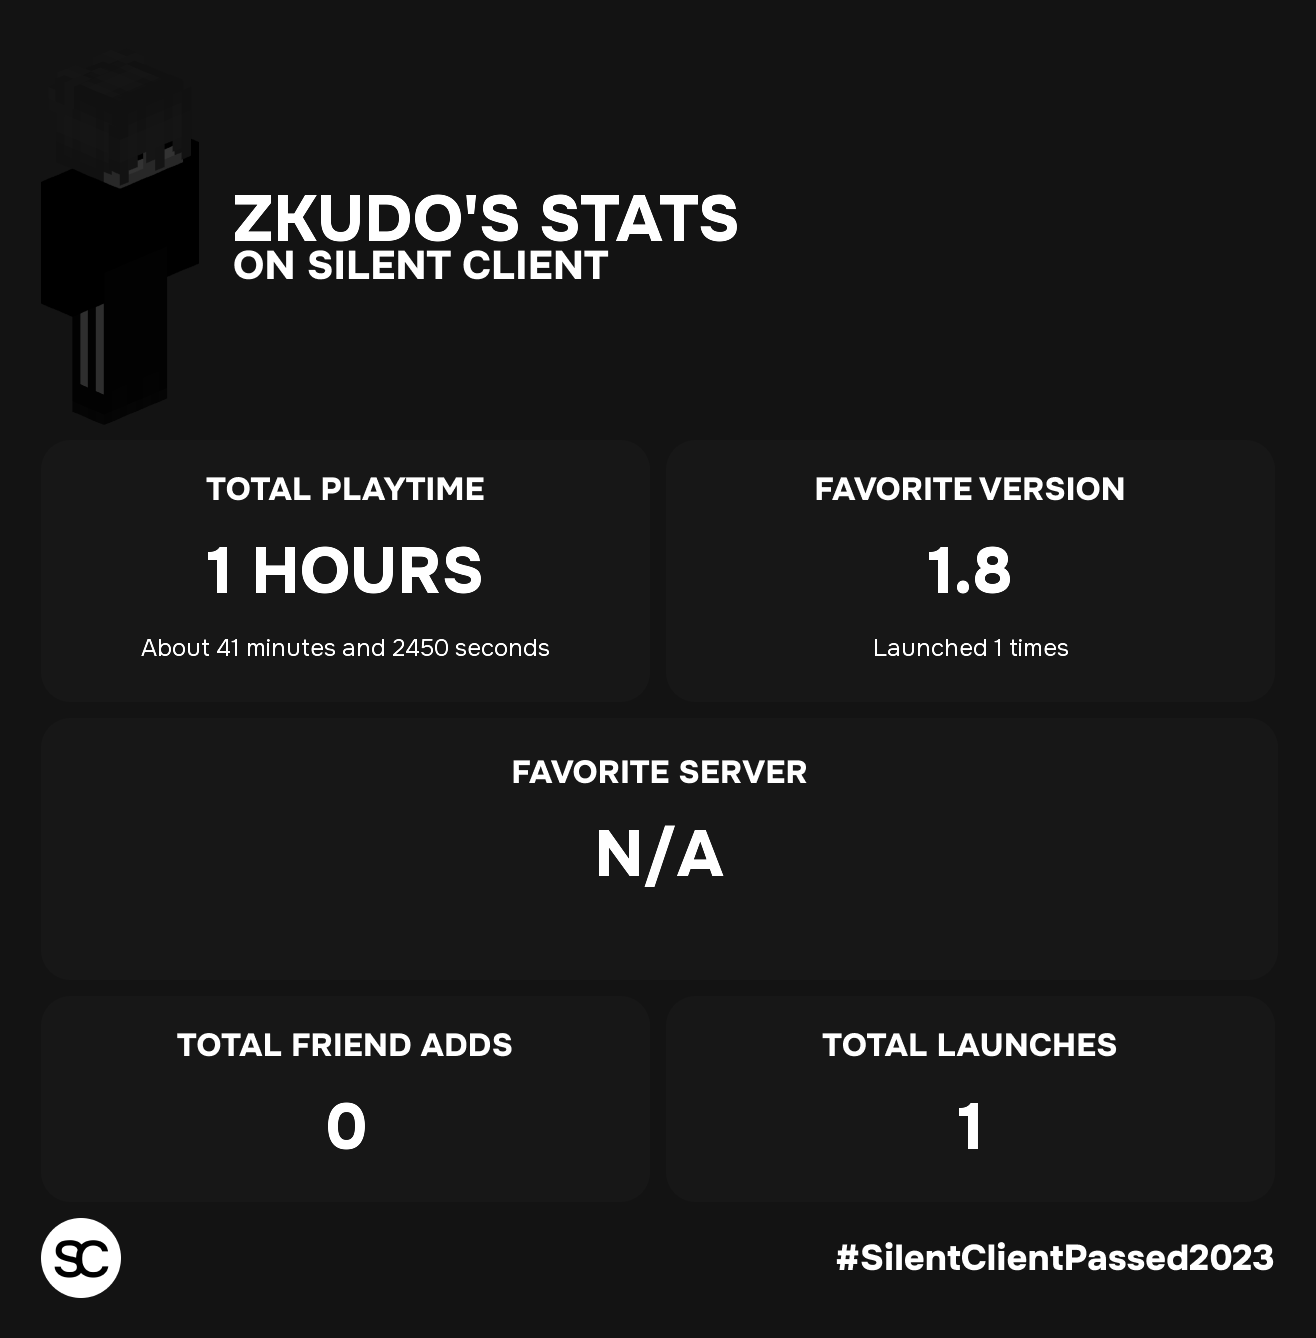 ZKUDO'S STATS
ON SILENT CLIENT
TOTAL PLAYTIME
1 HOURS
About 41 minutes and 2450 seconds
FAVORITE VERSION
1.8
Launched 1 times
FAVORITE SERVER
N/A
TOTAL FRIEND ADDS
0
TOTAL LAUNCHES
1
SC
#SilentClientPassed2023